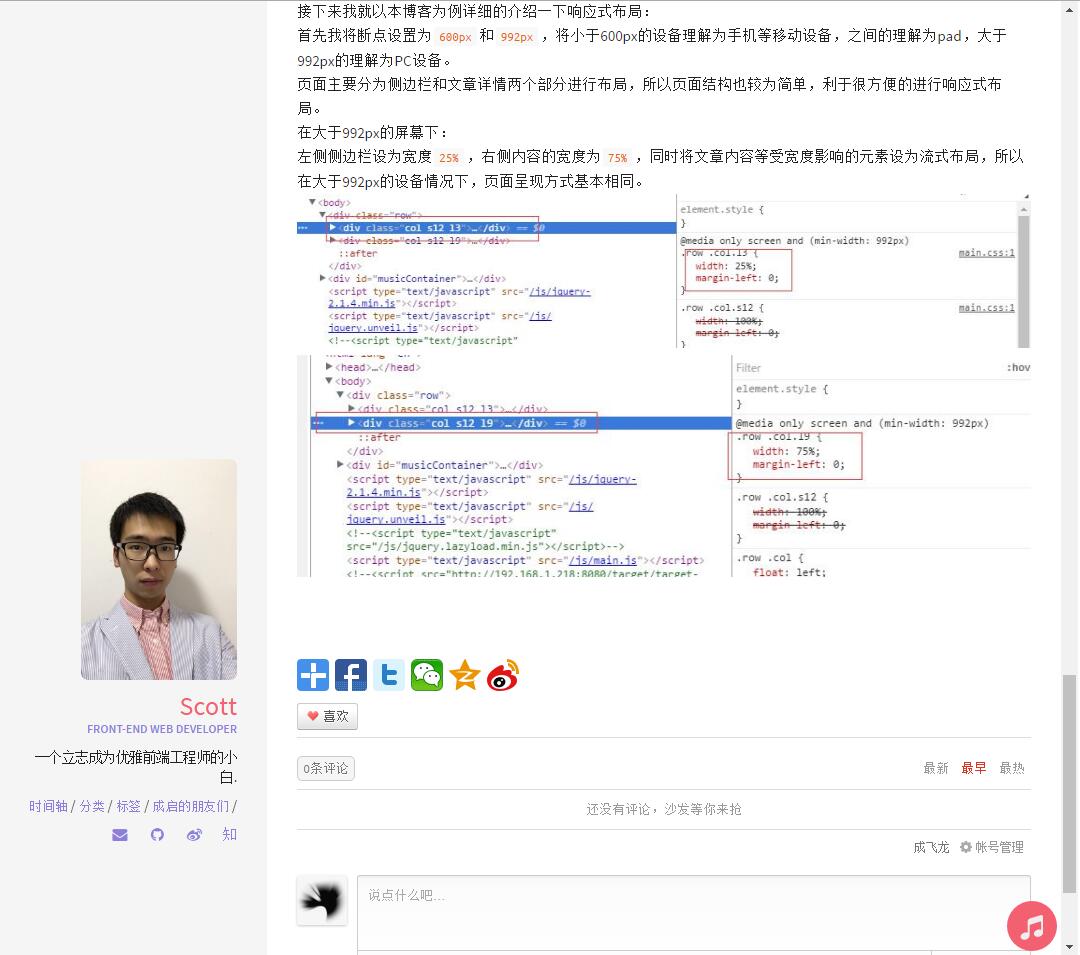 接下来我就以本博客为例详细的介绍一下响应式布局：
首先我将断点设置为 600px 和 992px ，将小于600px的设备理解为手机等移动设备，之间的理解为pad，大于
992px的理解为PC设备。
页面主要分为侧边栏和文章详情两个部分进行布局，所以页面结构也较为简单，利于很方便的进行响应式布
局。
在大于992px的屏幕下：
左侧侧边栏设为宽度 25% ，右侧内容的宽度为 75% ，同时将文章内容等受宽度影响的元素设为流式布局，所以
在大于992px的设备情况下，页面呈现方式基本相同。
▼<body>
▼<div class="row">
▶<div class="col s12 l3">…</div> == $0
▶<div class="col s12 l9">…</div>
::after
</div>
▶<div id="musicContainer">…</div>
<script type="text/javascript" src="/js/jquery-
2.1.4.min.js"></script>
<script type="text/javascript" src="/js/
jquery.unveil.js"></script>
<!--<script type="text/javascript"
element.style {
}
@media only screen and (min-width: 992px)
.row .col.l3 { main.css:1
width: 25%;
margin-left: 0;
}
.row .col.s12 { main.css:1
width: 100%;
margin-left: 0;
}
<html lang="en">
▶<head>…</head>
▼<body>
▼<div class="row">
▶<div class="col s12 l3">…</div>
▶<div class="col s12 l9">…</div> == $0
::after
</div>
▶<div id="musicContainer">…</div>
<script type="text/javascript" src="/js/jquery-
2.1.4.min.js"></script>
<script type="text/javascript" src="/js/
jquery.unveil.js"></script>
<!--<script type="text/javascript"
src="/js/jquery.lazyload.min.js"></script>-->
<script type="text/javascript" src="/js/main.js"></script>
<!--<script src="http://192.168.1.218:8080/target/target-
Filter :hov
element.style {
}
@media only screen and (min-width: 992px)
.row .col.l9 {
width: 75%;
margin-left: 0;
}
.row .col.s12 {
width: 100%;
margin-left: 0;
}
.row .col {
float: left;
Scott
FRONT-END WEB DEVELOPER
一个立志成为优雅前端工程师的小
白.
时间轴 / 分类 / 标签 / 成启的朋友们 /
知
喜欢
0条评论
最新 最早 最热
还没有评论，沙发等你来抢
成飞龙 帐号管理
说点什么吧…